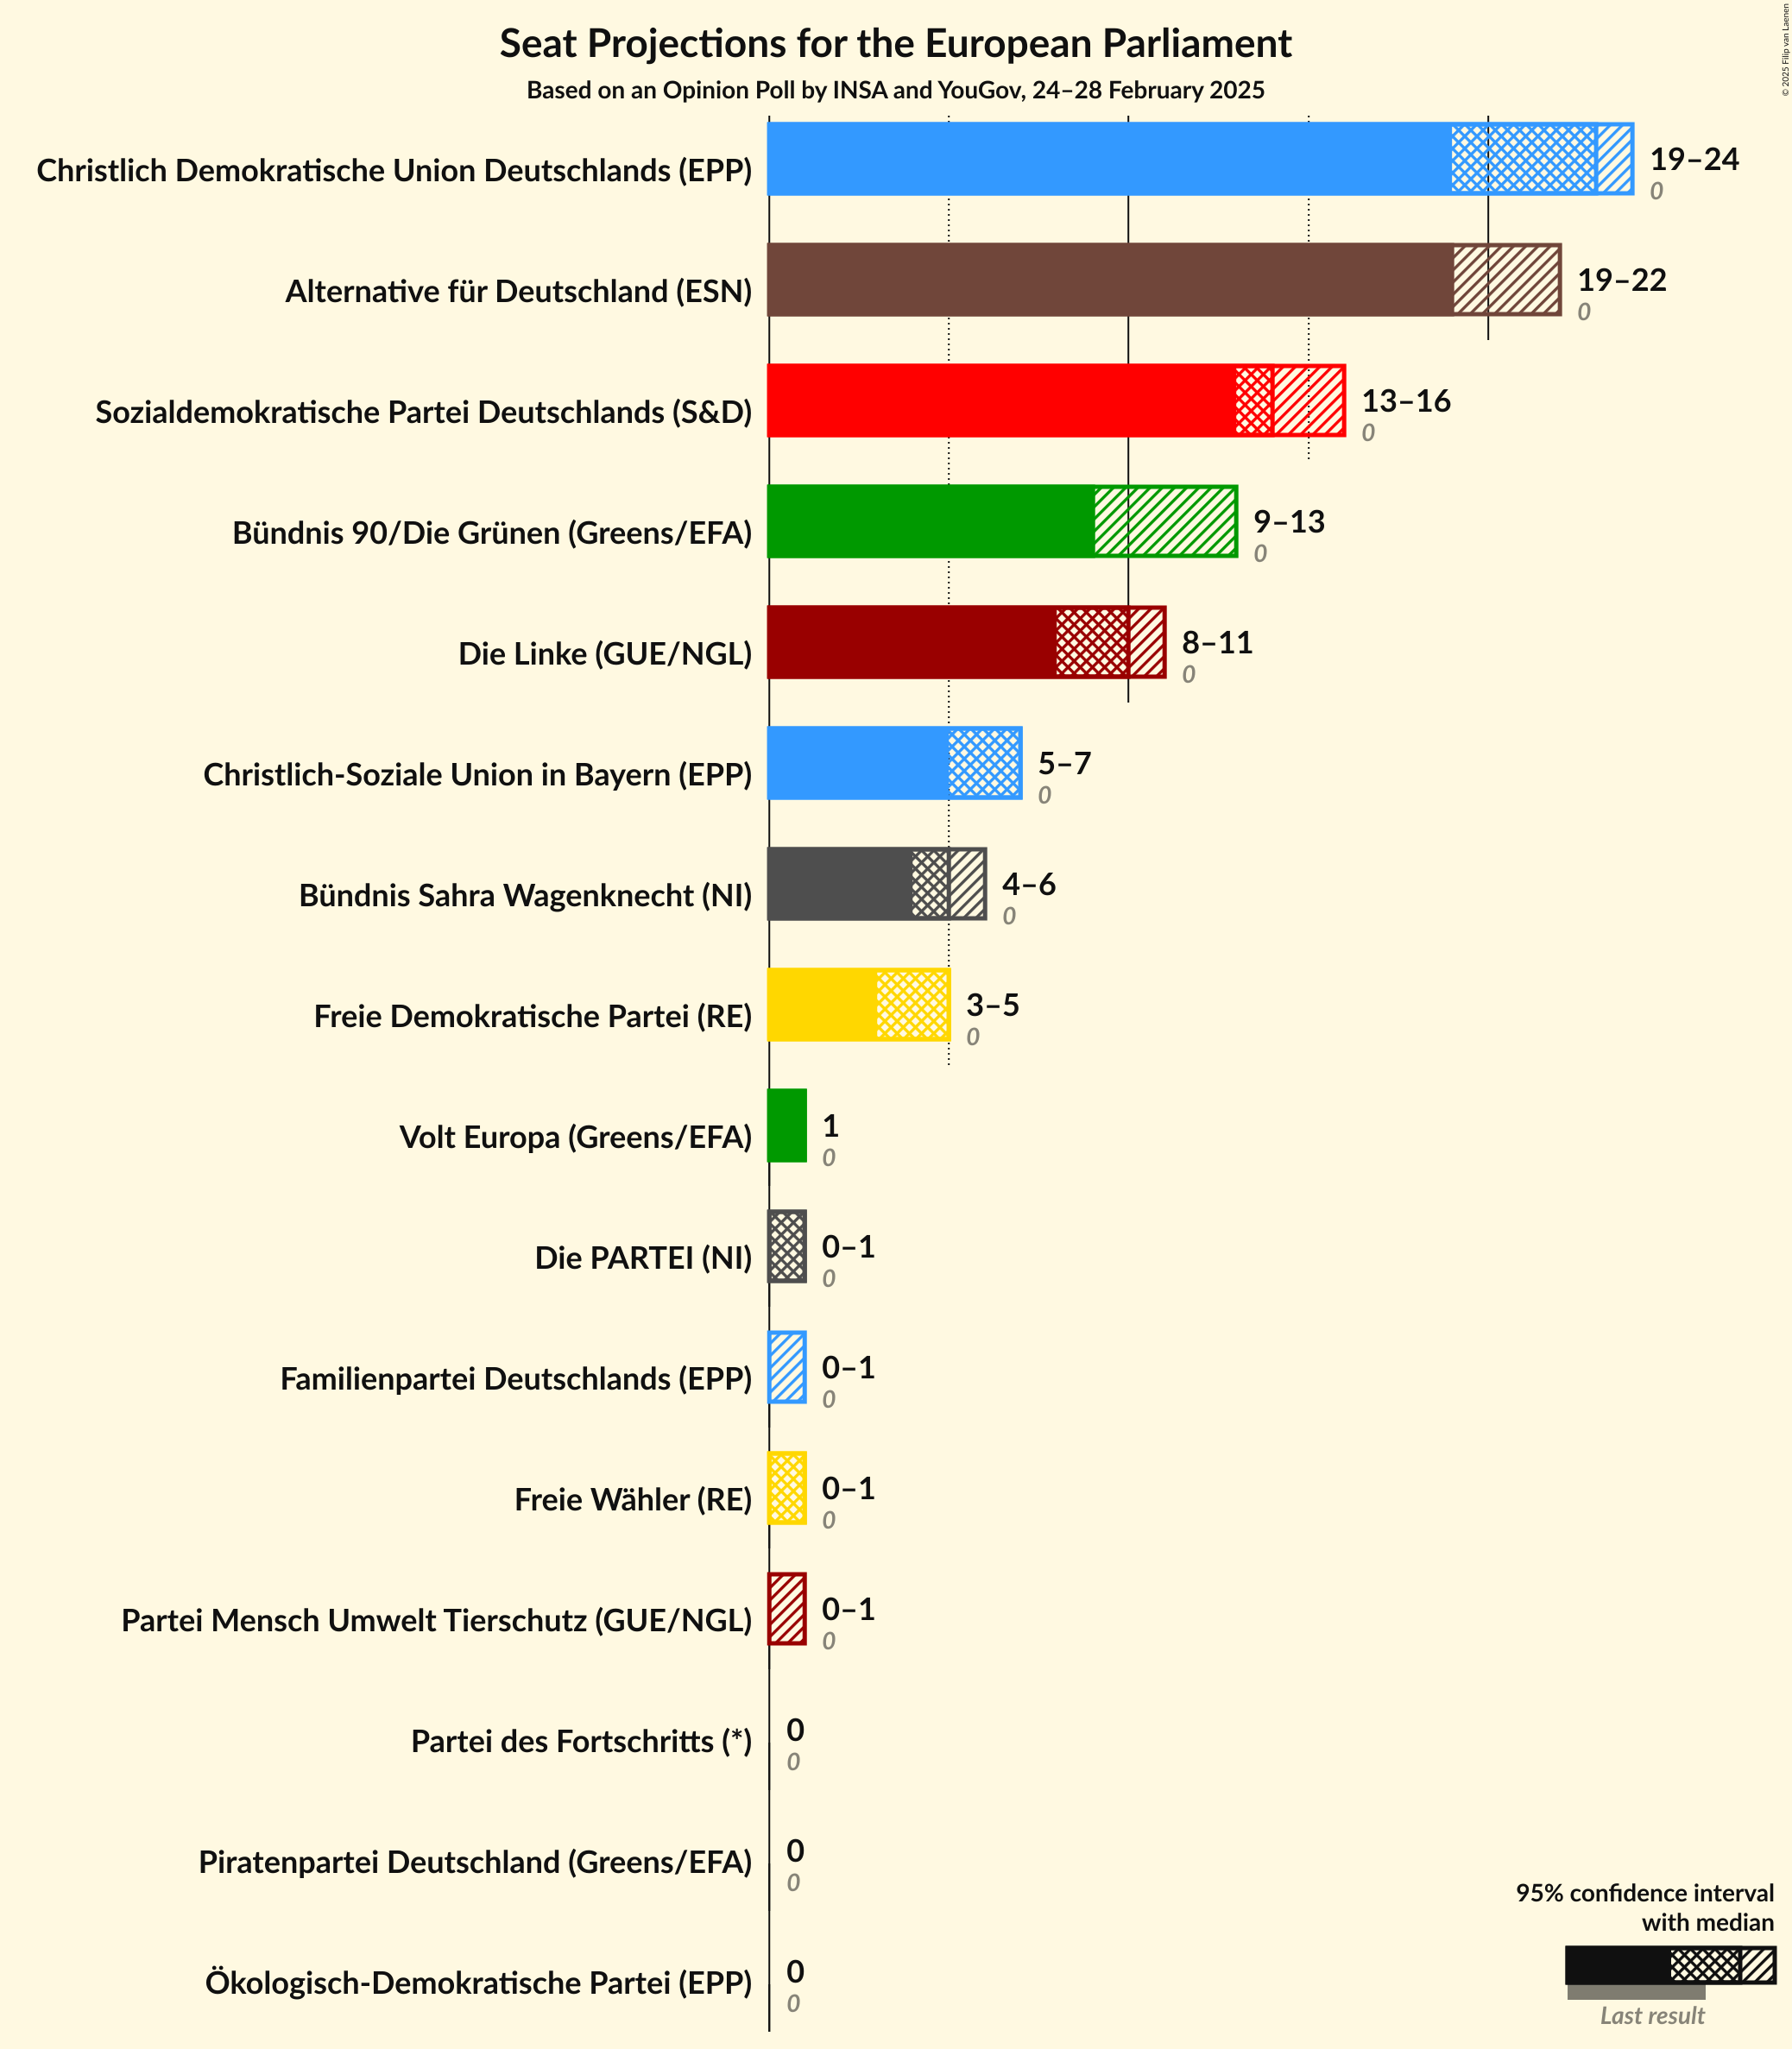 Seat Projections for the European Parliament
Based on an Opinion Poll by INSA and YouGov, 24–28 February 2025
© 2025 Filip van Laenen
Christlich Demokratische Union Deutschlands (EPP)
19–24
0
Alternative für Deutschland (ESN)
19–22
0
Sozialdemokratische Partei Deutschlands (S&D)
13–16
0
Bündnis 90/Die Grünen (Greens/EFA)
9–13
0
Die Linke (GUE/NGL)
8–11
0
Christlich-Soziale Union in Bayern (EPP)
5–7
0
Bündnis Sahra Wagenknecht (NI)
4–6
0
Freie Demokratische Partei (RE)
3–5
0
Volt Europa (Greens/EFA)
1
0
Die PARTEI (NI)
0–1
0
Familienpartei Deutschlands (EPP)
0–1
0
Freie Wähler (RE)
0–1
0
Partei Mensch Umwelt Tierschutz (GUE/NGL)
0–1
0
Partei des Fortschritts (*)
0
0
Piratenpartei Deutschland (Greens/EFA)
0
0
Ökologisch-Demokratische Partei (EPP)
0
0
95% confidence interval
with median
Last result